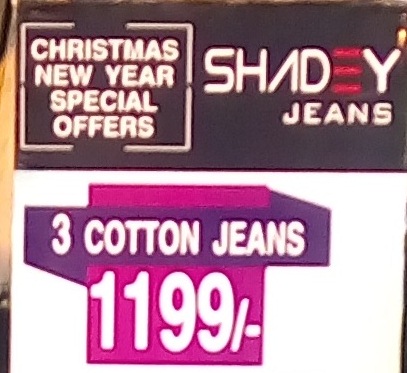 CHRISTMAS
NEW YEAR
SPECIAL
OFFERS
SHADEY
JEANS
3 COTTON JEANS
1199/-